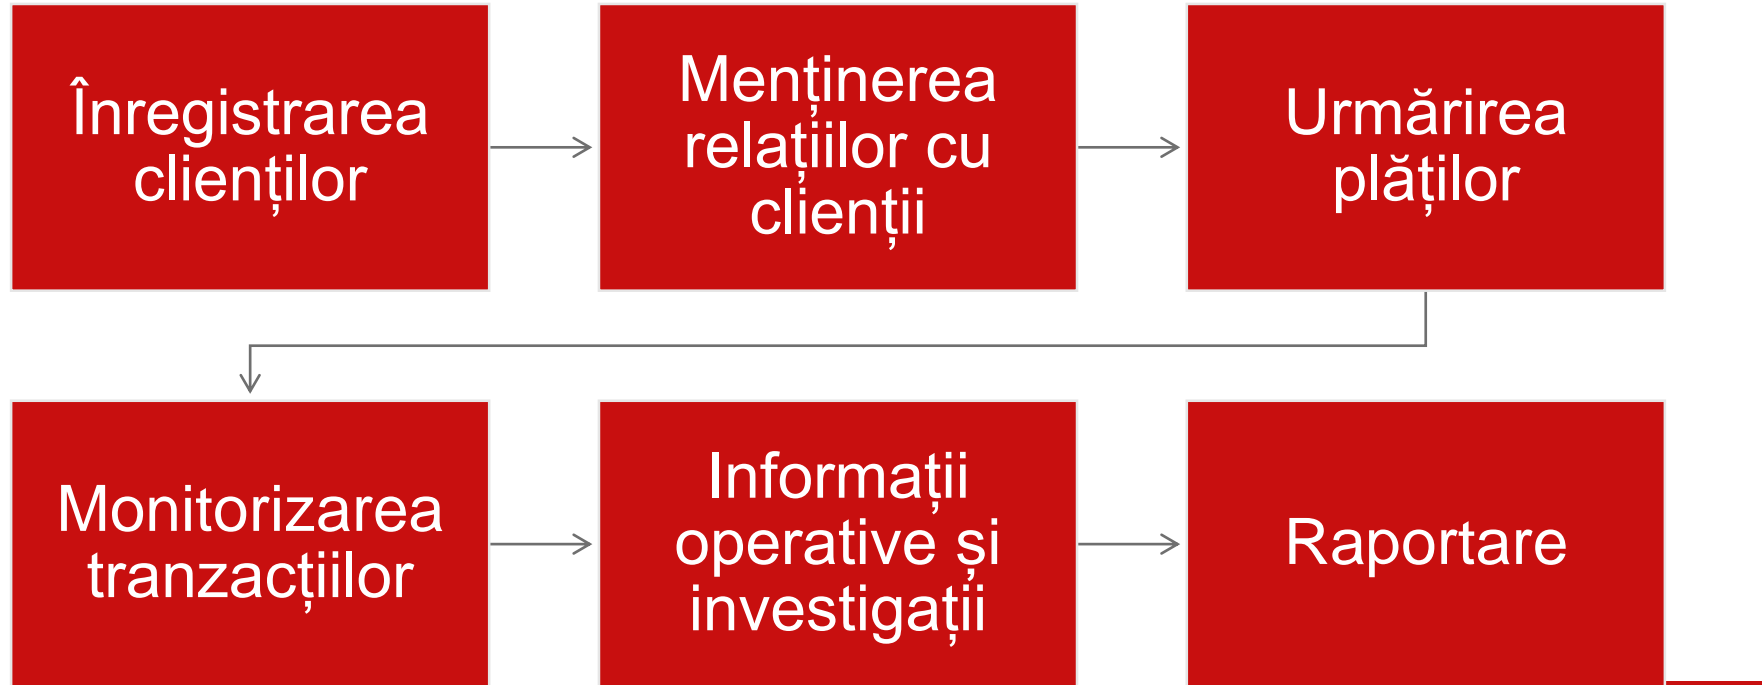 Înregistrarea
clienților
Menținerea
relațiilor cu
clienții
Urmărirea
plăților
Monitorizarea
tranzacțiilor
Informații
operative și
investigații
Raportare